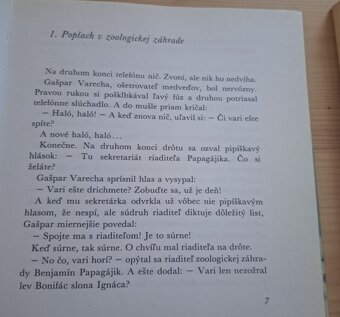 1. Poplach v zoologickej záhrade
Na druhom konci telefónu nič. Zvoní, ale nik ho nedvíha.
Gašpar Varecha, ošetrovateľ medveďov, bol nervózny.
Pravou rukou si pošklbkával ľavý fúz a druhou potriasal
telefónne slúchadlo. A do mušle priam kričal:
— Haló, haló! — A keď znova nič, uľavil si: — Či vari ešte
spíte?
A nové haló, haló...
Konečne. Na druhom konci drôtu sa ozval pipíšky
hlások: — Tu sekretariát riaditeľa Papagájika. Čo si
želáte?
Gašpar Varecha sprísnil hlas a vysypal:
— Vari ešte drichmete? Zobuďte sa, už je deň!
A keď mu sekretárka odvrkla už vôbec nie pipíškavým
hlasom, že nespí, ale súdruh riaditeľ diktuje dôležitý list,
Gašpar miernejšie povedal:
— Spojte ma s riaditeľom! Je to súrne!
Keď súrne, tak súrne. O chvíľu mal riaditeľa na drôte.
— No čo, vari horí? — opýtal sa riaditeľ zoologickej záhra-
dy Benjamín Papagájik. A ešte dodal: — Vari len nezožral
lev Bonifác slona Ignáca?
7